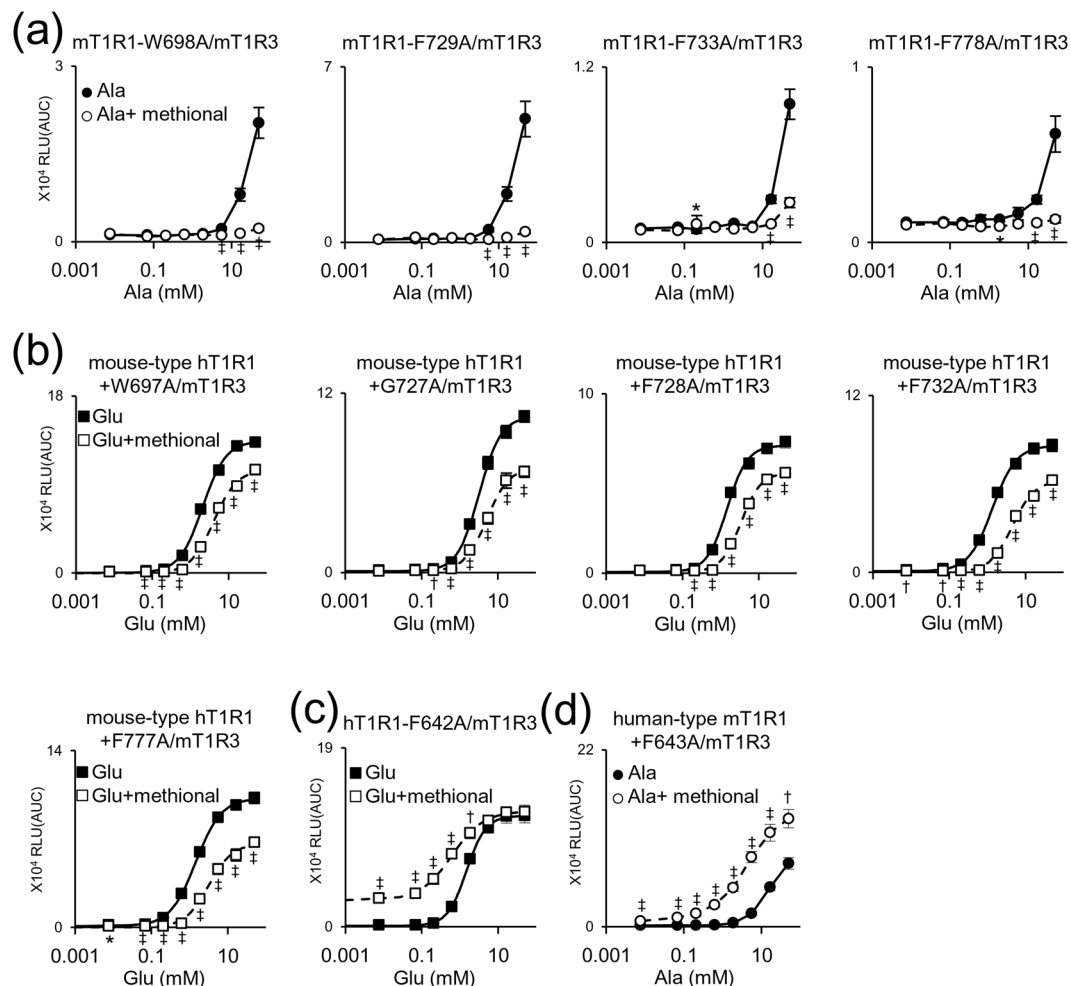 (a)
mT1R1-W698A/mT1R3
mT1R1-F729A/mT1R3
mT1R1-F733A/mT1R3
mT1R1-F778A/mT1R3
3
7
1.2
1
Ala
Ala+ methional
X10⁴ RLU(AUC)
*
‡ ‡ ‡
‡ ‡ ‡
‡ ‡
* ‡ ‡
0
0
0
0
0.001 0.1 10
0.001 0.1 10
0.001 0.1 10
0.001 0.1 10
Ala (mM)
Ala (mM)
Ala (mM)
Ala (mM)
(b)
mouse-type hT1R1
+W697A/mT1R3
mouse-type hT1R1
+G727A/mT1R3
mouse-type hT1R1
+F728A/mT1R3
mouse-type hT1R1
+F732A/mT1R3
18
12
10
12
Glu
Glu+methional
X10⁴ RLU(AUC)
‡ ‡ ‡ ‡ ‡ ‡ ‡
† ‡ ‡ ‡ ‡ ‡
‡ ‡ ‡ ‡ ‡ ‡
† † ‡ ‡ ‡ ‡ ‡ ‡
0
0
0
0
0.001 0.1 10
0.001 0.1 10
0.001 0.1 10
0.001 0.1 10
Glu (mM)
Glu (mM)
Glu (mM)
Glu (mM)
mouse-type hT1R1
+F777A/mT1R3
14
Glu
Glu+methional
X10⁴ RLU(AUC)
* ‡ ‡ ‡ ‡ ‡ ‡ ‡
0
0.001 0.1 10
Glu (mM)
(c)
hT1R1-F642A/mT1R3
19
Glu
Glu+methional
X10⁴ RLU(AUC)
‡ ‡ ‡ ‡ †
0
0.001 0.1 10
Glu (mM)
(d)
human-type mT1R1
+F643A/mT1R3
22
Ala
Ala+ methional
X10⁴ RLU(AUC)
‡ ‡ ‡ ‡ ‡ ‡ ‡ †
0
0.001 0.1 10
Ala (mM)